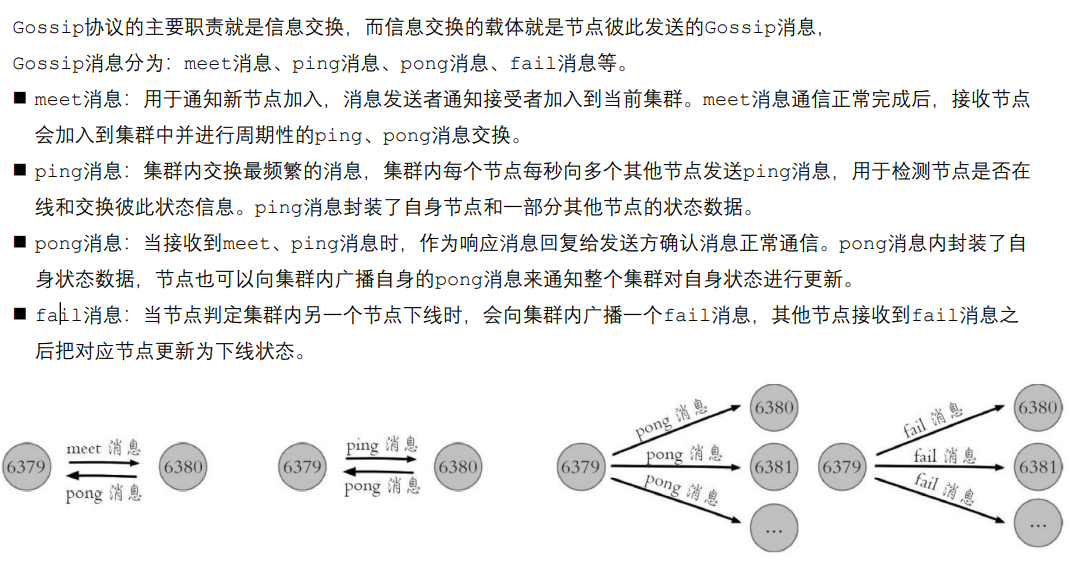 Gossip协议的主要职责就是信息交换，而信息交换的载体就是节点彼此发送的Gossip消息，
Gossip消息分为：meet消息、ping消息、pong消息、fail消息等。
■ meet消息：用于通知新节点加入，消息发送者通知接受者加入到当前集群。meet消息通信正常完成后，接收节点
会加入到集群中并进行周期性的ping、pong消息交换。
■ ping消息：集群内交换最频繁的消息，集群内每个节点每秒向多个其他节点发送ping消息，用于检测节点是否在
线和交换彼此状态信息。ping消息封装了自身节点和一部分其他节点的状态数据。
■ pong消息：当接收到meet、ping消息时，作为响应消息回复给发送方确认消息正常通信。pong消息内封装了自
身状态数据，节点也可以向集群内广播自身的pong消息来通知整个集群对自身状态进行更新。
■ fail消息：当节点判定集群内另一个节点下线时，会向集群内广播一个fail消息，其他节点接收到fail消息之
后把对应节点更新为下线状态。
6379
meet 消息
pong 消息
6380
6379
ping 消息
pong 消息
6380
6379
pong 消息
pong 消息
pong 消息
6380
6381
...
6379
fail 消息
fail 消息
fail 消息
6380
6381
...